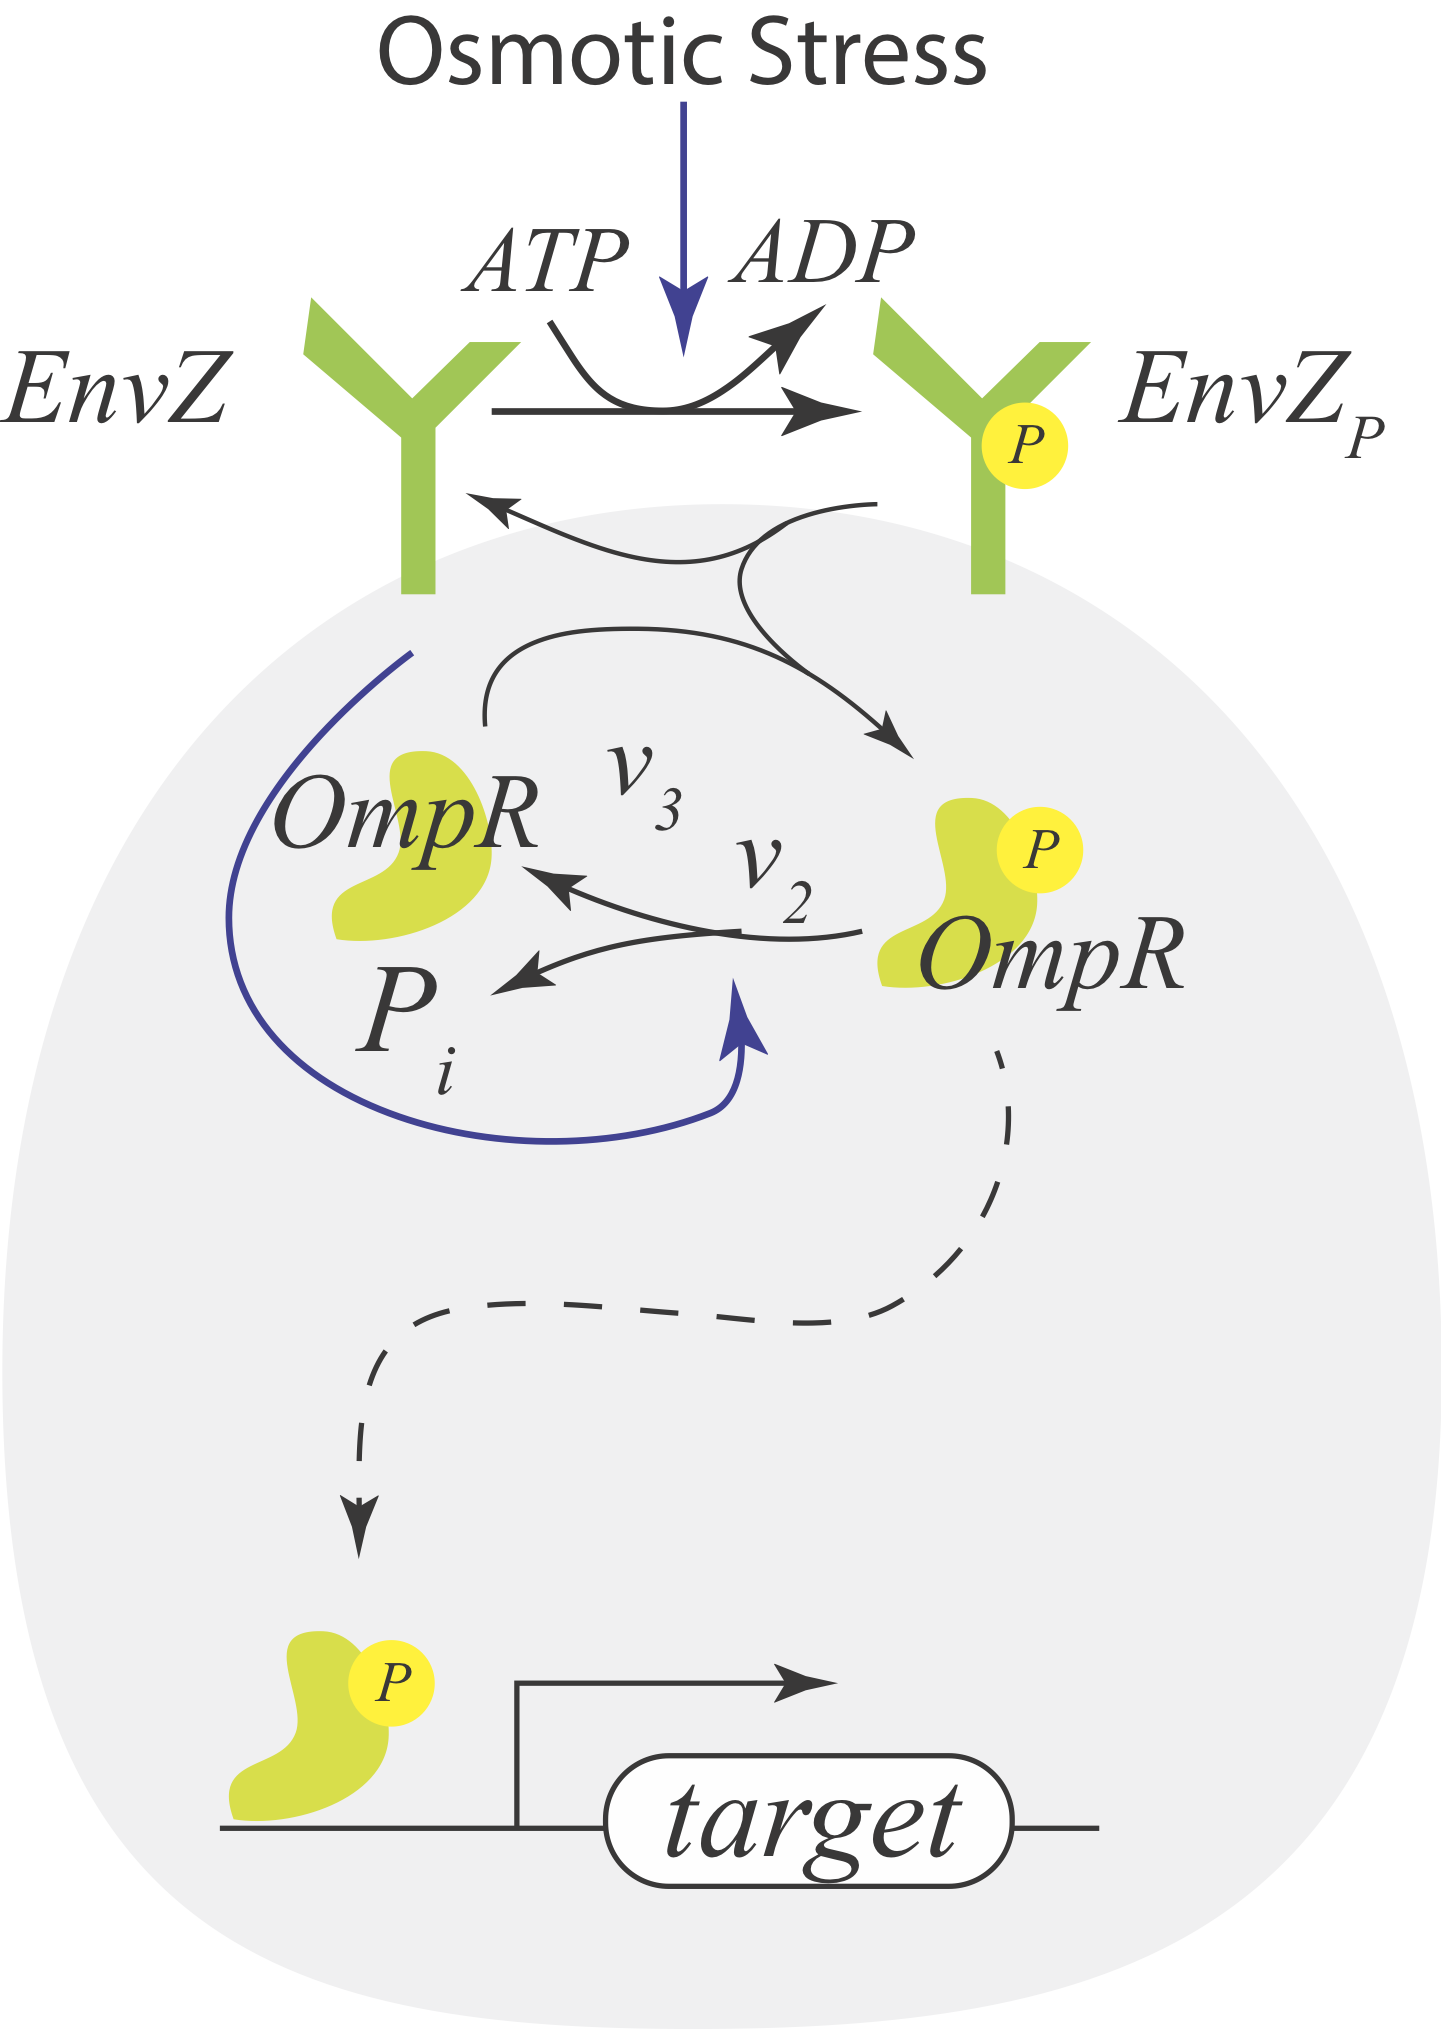 Osmotic Stress
ATP
ADP
EnvZ
EnvZP
P
OmpR
v3
v2
P
OmpR
Pi
P
target